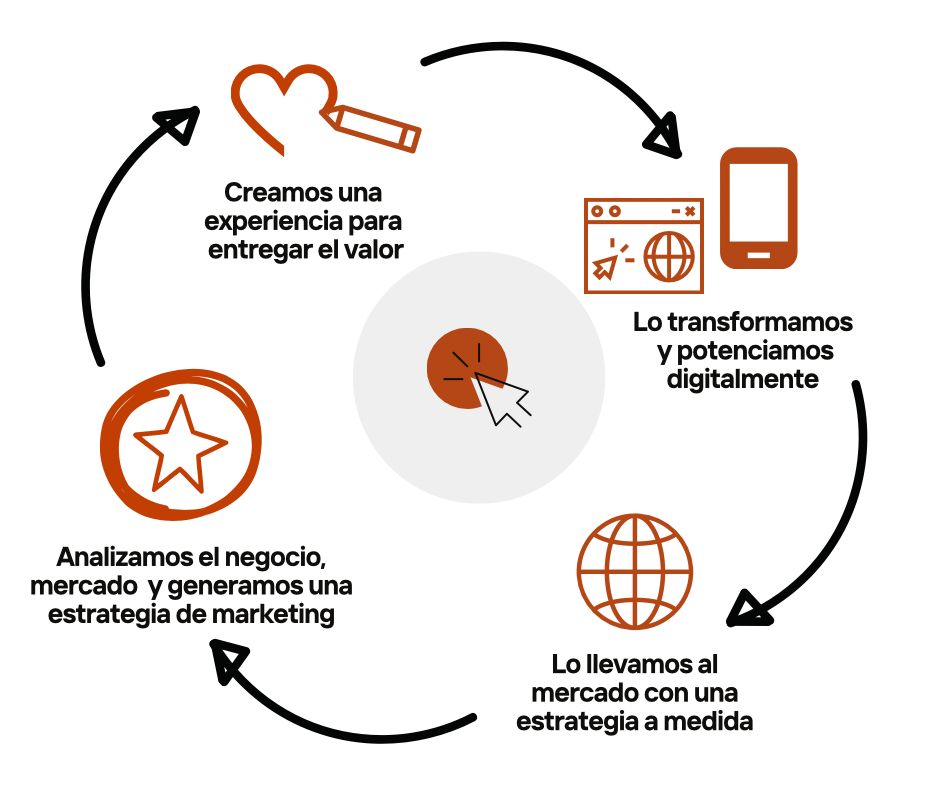 Creamos una
experiencia para
entregar el valor
Lo transformamos
y potenciamos
digitalmente
Analizamos el negocio,
mercado  y generamos una
estrategia de marketing
Lo llevamos al
mercado con una
estrategia a medida